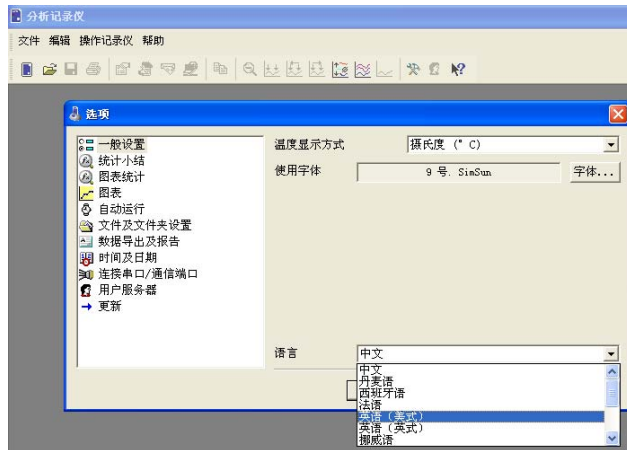 分析记录仪
文件 编辑 操作记录仪 帮助
选项
一般设置
统计小结
图表统计
图表
自动运行
文件及文件夹设置
数据导出及报告
时间及日期
连接串口/通信端口
用户服务器
更新
温度显示方式 摄氏度 (° C)
使用字体 9 号. SimSun 字体...
语言 中文
中文
丹麦语
西班牙语
法语
英语 (美式)
英语 (英式)
挪威语